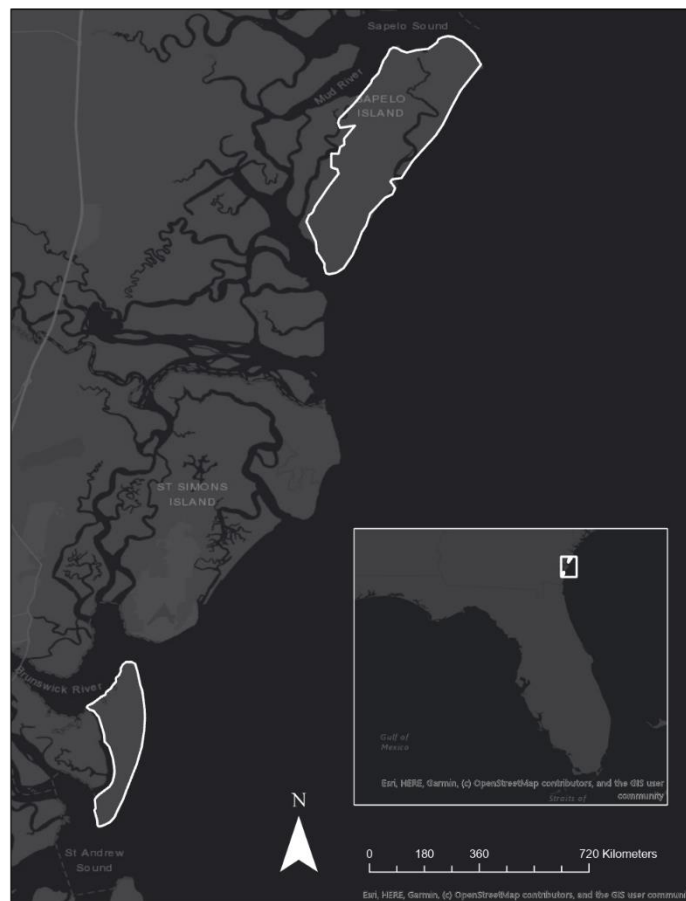 Sapelo Sound
Mud River
SAPELO
ISLAND
ST SIMONS
ISLAND
Brunswick River
St Andrew
Sound
Gulf of
Mexico
Esri, HERE, Garmin, (c) OpenStreetMap contributors, and the GIS user
community
Straits of
N
0 180 360 720 Kilometers
Esri, HERE, Garmin, (c) OpenStreetMap contributors, and the GIS user communi